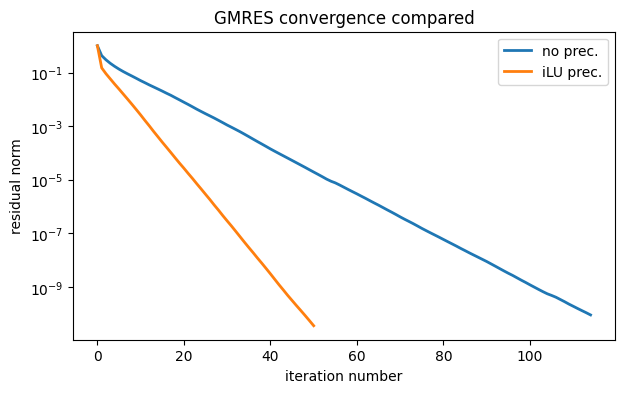 GMRES convergence compared
no prec.
iLU prec.
residual norm
10⁻¹
10⁻³
10⁻⁵
10⁻⁷
10⁻⁹
0 20 40 60 80 100
iteration number